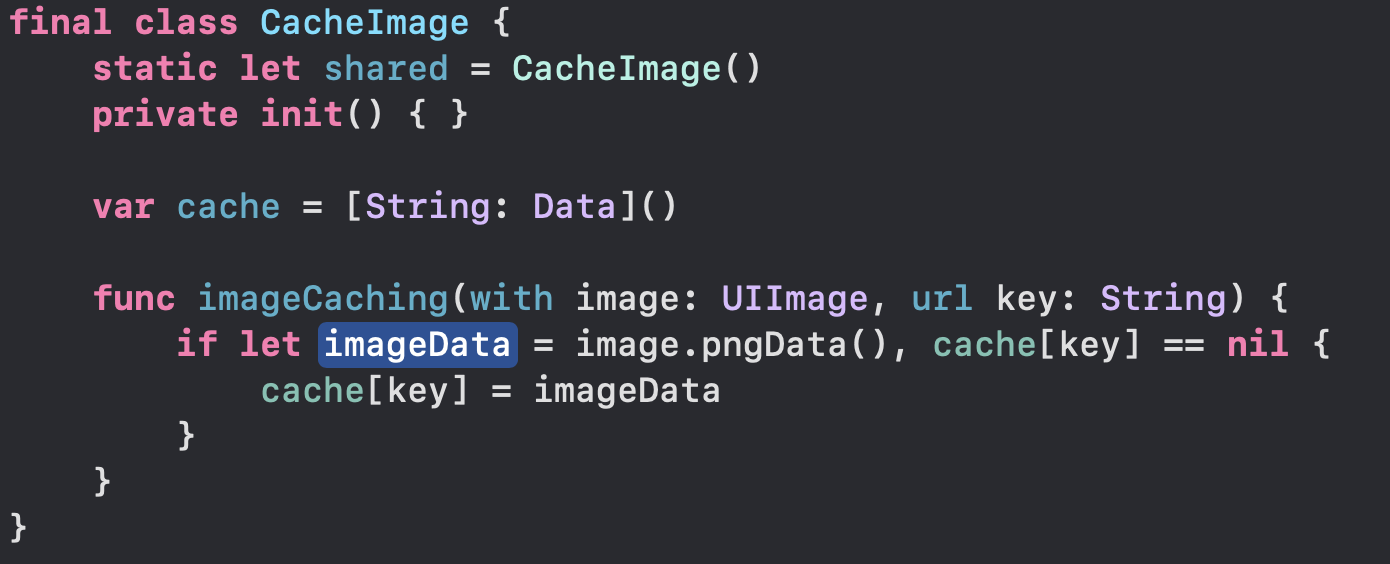 final class CacheImage {
    static let shared = CacheImage()
    private init() { }

    var cache = [String: Data]()

    func imageCaching(with image: UIImage, url key: String) {
        if let imageData = image.pngData(), cache[key] == nil {
            cache[key] = imageData
        }
    }
}